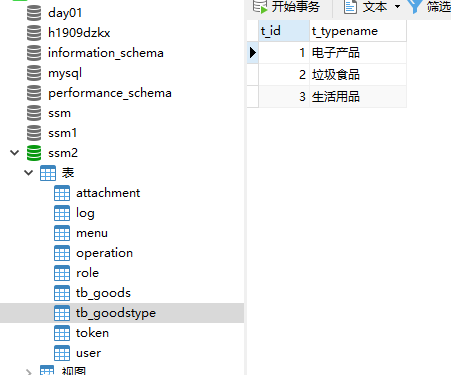 day01
h1909dzkx
information_schema
mysql
performance_schema
ssm
ssm1
ssm2
表
attachment
log
menu
operation
role
tb_goods
tb_goodstype
token
user
视图
开始事务 文本 筛选
t_id t_typename
1 电子产品
2 垃圾食品
3 生活用品